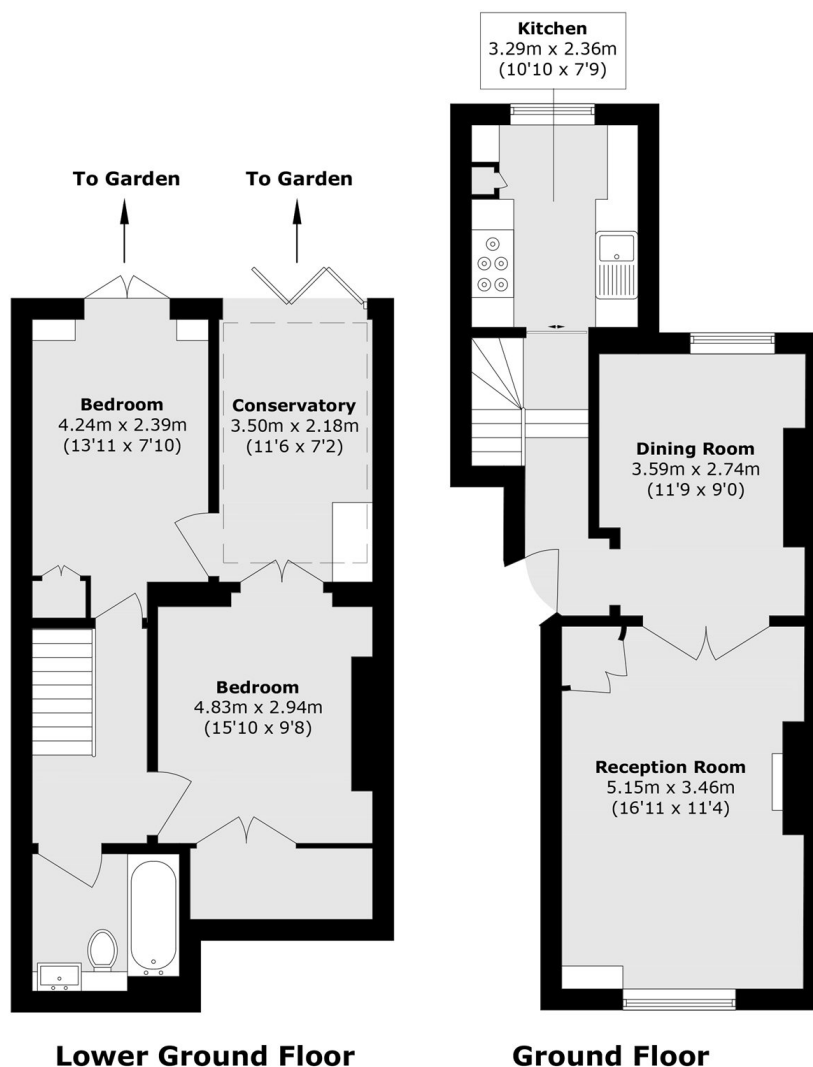 Kitchen
3.29m x 2.36m
(10'10 x 7'9)
To Garden
To Garden
Bedroom
4.24m x 2.39m
(13'11 x 7'10)
Conservatory
3.50m x 2.18m
(11'6 x 7'2)
Dining Room
3.59m x 2.74m
(11'9 x 9'0)
Bedroom
4.83m x 2.94m
(15'10 x 9'8)
Reception Room
5.15m x 3.46m
(16'11 x 11'4)
Lower Ground Floor
Ground Floor